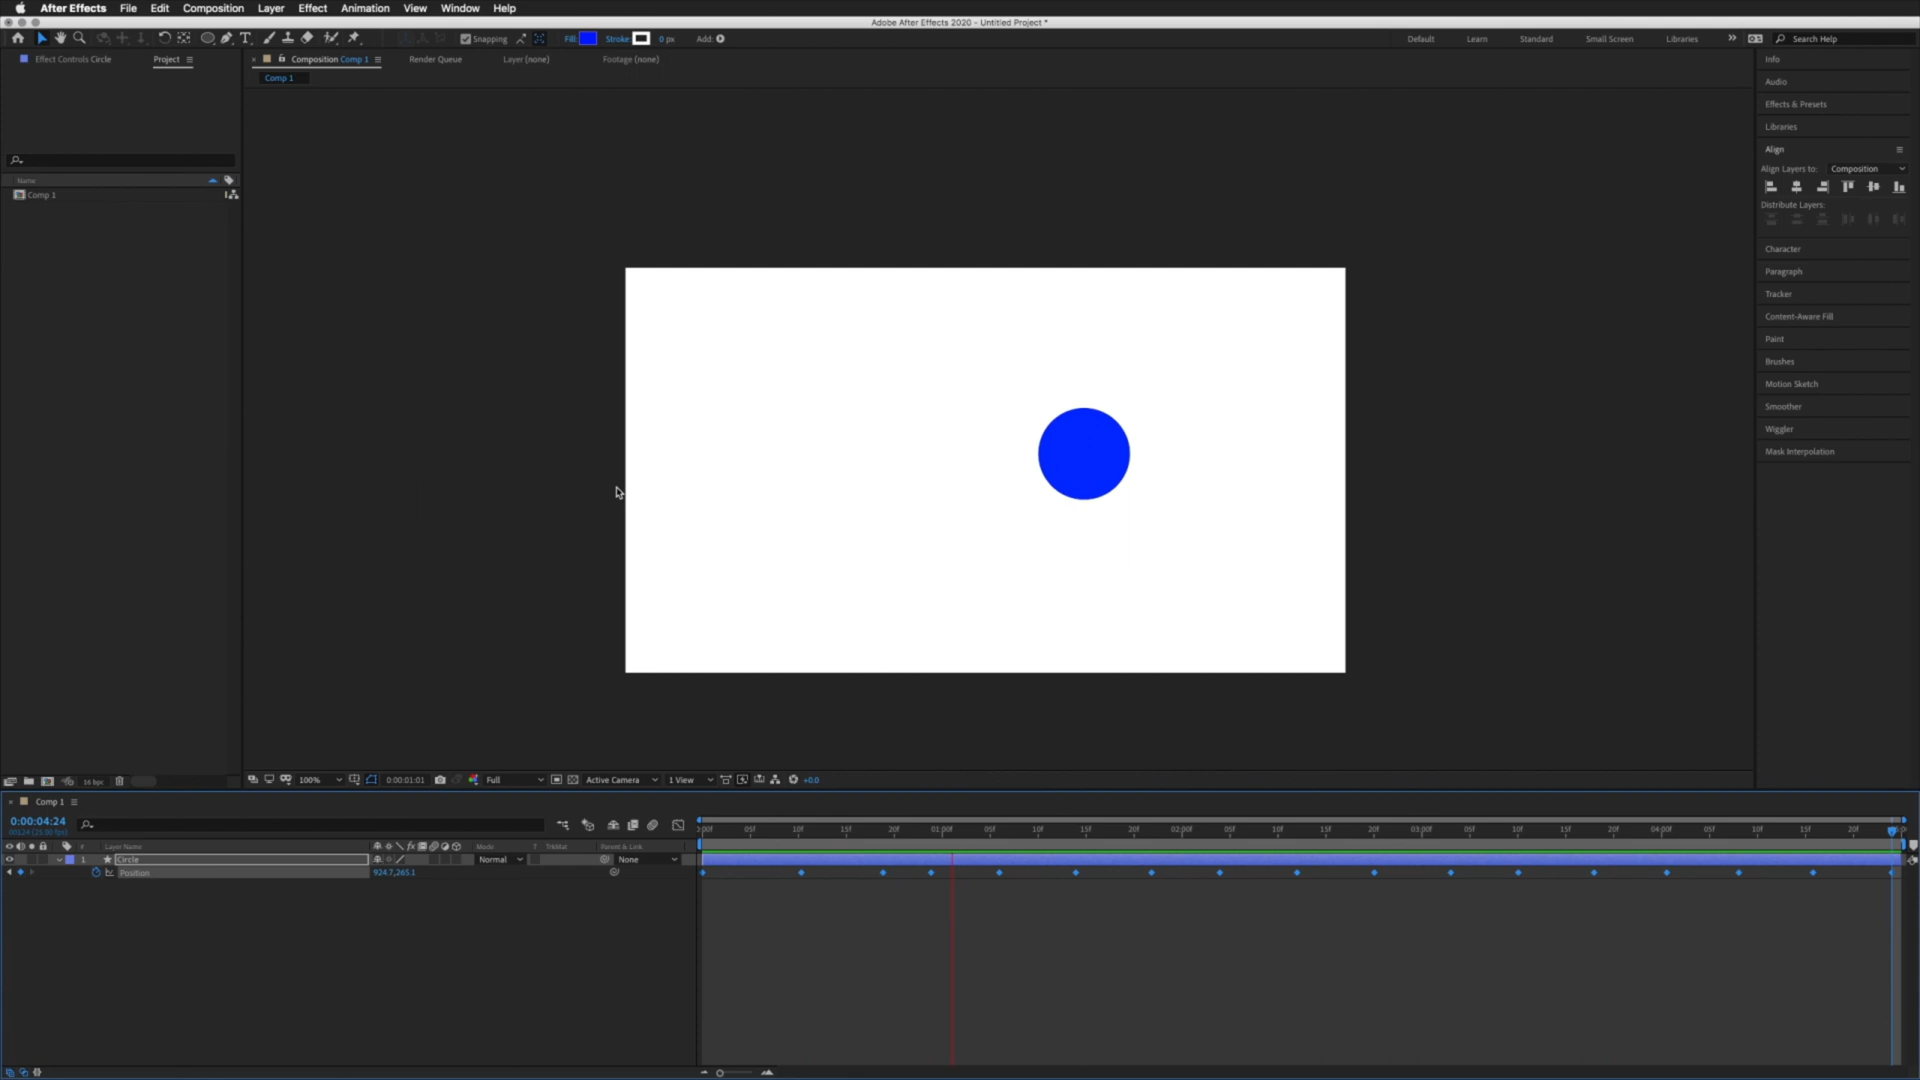 After Effects File Edit Composition Layer Effect Animation View Window Help
Adobe After Effects 2020 - Untitled Project *
Snapping Fill: Stroke: 0 px Add: Default Learn Standard Small Screen Libraries Search Help
Effect Controls Circle Project Composition Comp 1 Render Queue Layer (none) Footage (none) Info
Comp 1
Audio
Effects & Presets
Libraries
Align
Align Layers to: Composition
Name
Comp 1
Distribute Layers:
Character
Paragraph
Tracker
Content-Aware Fill
Paint
Brushes
Motion Sketch
Smoother
Wiggler
Mask Interpolation
16 bpc 100% 0:00:01:01 Full Active Camera 1 View +0.0
Comp 1
0:00:04:24
00124 (25.00 fps)
05f 10f 15f 20f 01:00f 05f 10f 15f 20f 02:00f 05f 10f 15f 20f 03:00f 05f 10f 15f 20f 04:00f 05f 10f 15f 20f
# Layer Name Mode T TrkMat Parent & Link
1 Circle Normal None
Position 924.7,265.1